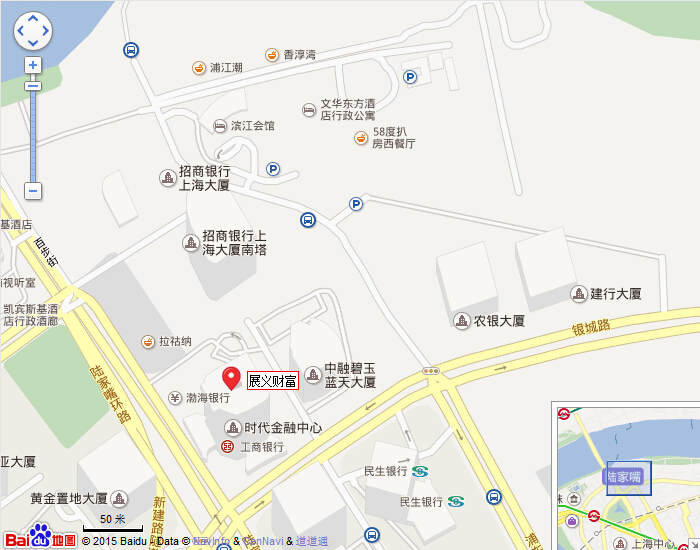 香淳湾
浦江潮
P
文华东方酒
店行政公寓
滨江会馆
58度扒
房西餐厅
招商银行
上海大厦
P
P
基酒店
百步街
招商银行上
海大厦南塔
视听室
凯宾斯基酒
店行政酒廊
建行大厦
农银大厦
银城路
拉祜纳
陆家嘴环路
中融碧玉
蓝天大厦
展义财富
渤海银行
时代金融中心
工商银行
亚大厦
民生银行
民生银行
黄金置地大厦
新建路
50 米
陆家嘴
上海中心
Baidu地图
© 2015 Baidu - Data © NavInfo & CenNavi & 道道通